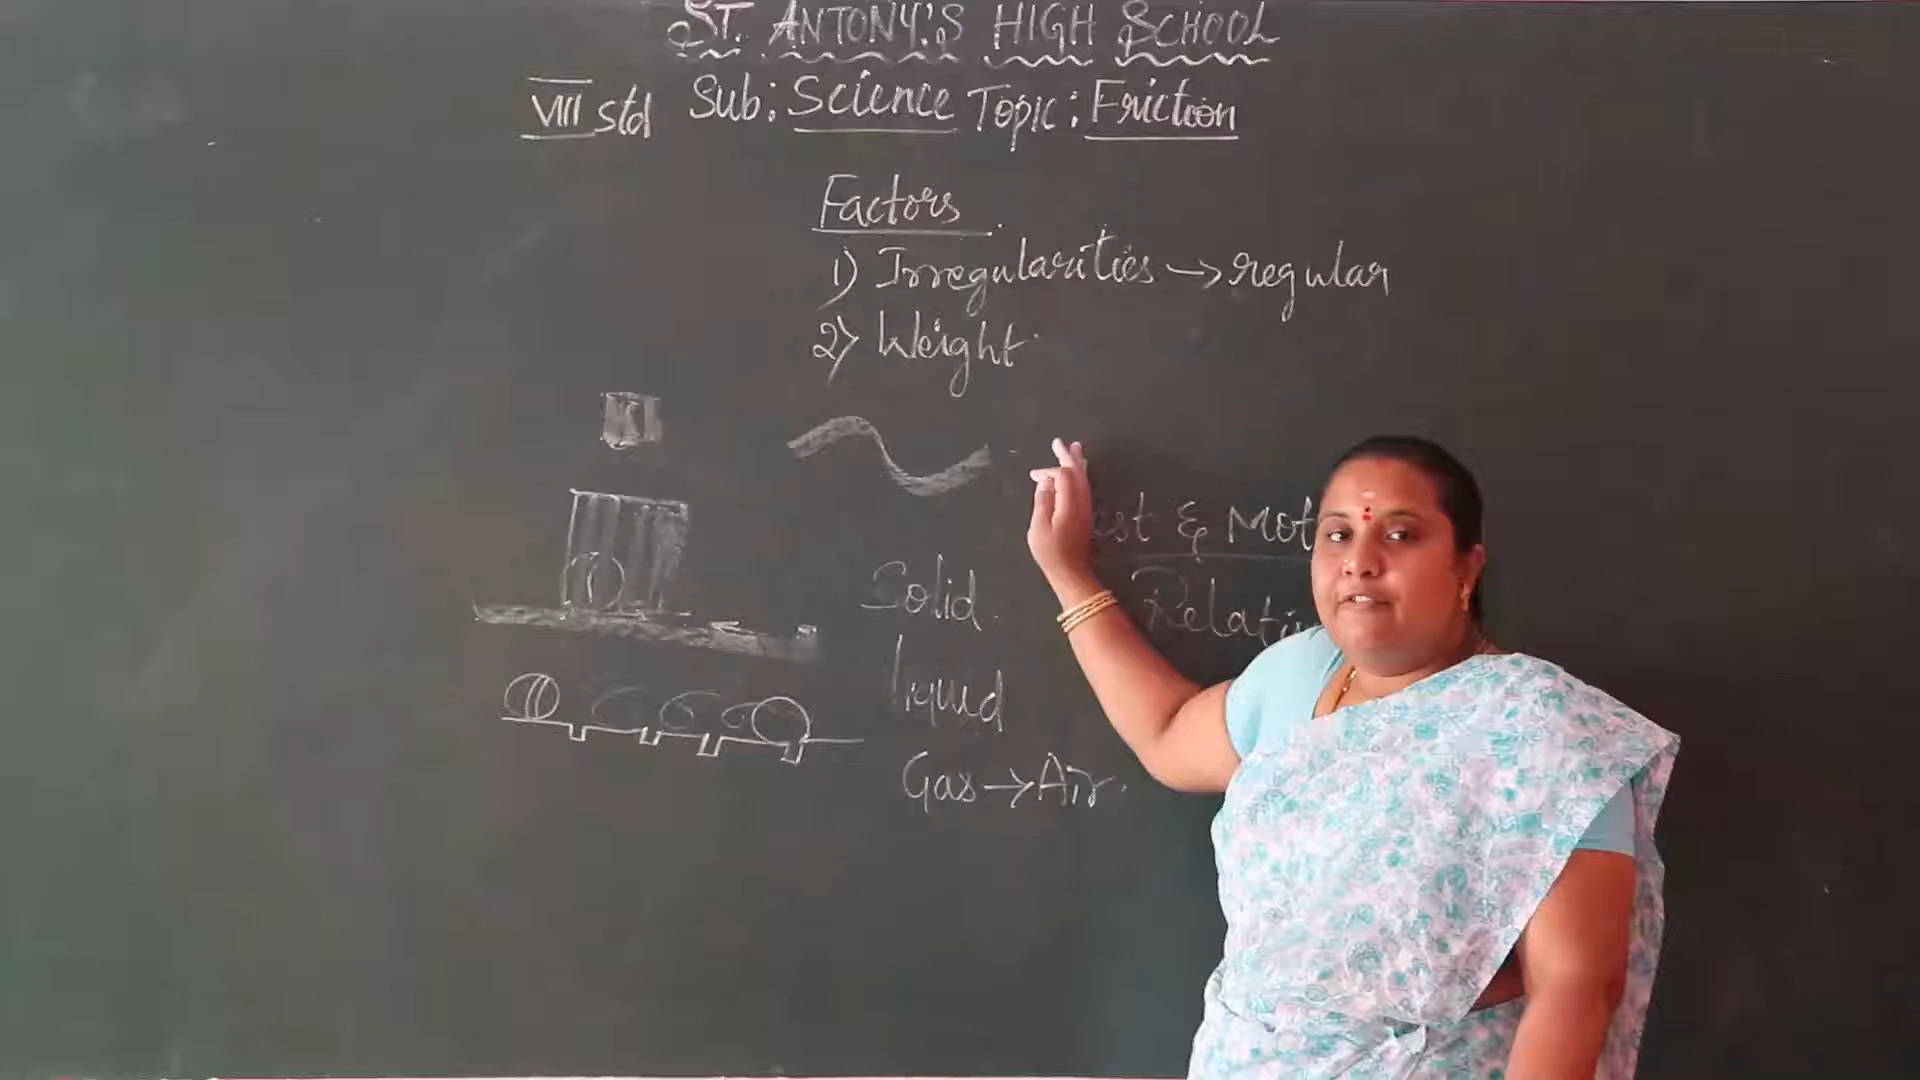 ST. ANTONY'S HIGH SCHOOL
VIII Std Sub: Science Topic: Friction
Factors
1) Irregularities → regular
2) Weight
Solid
liquid
Gas → Air